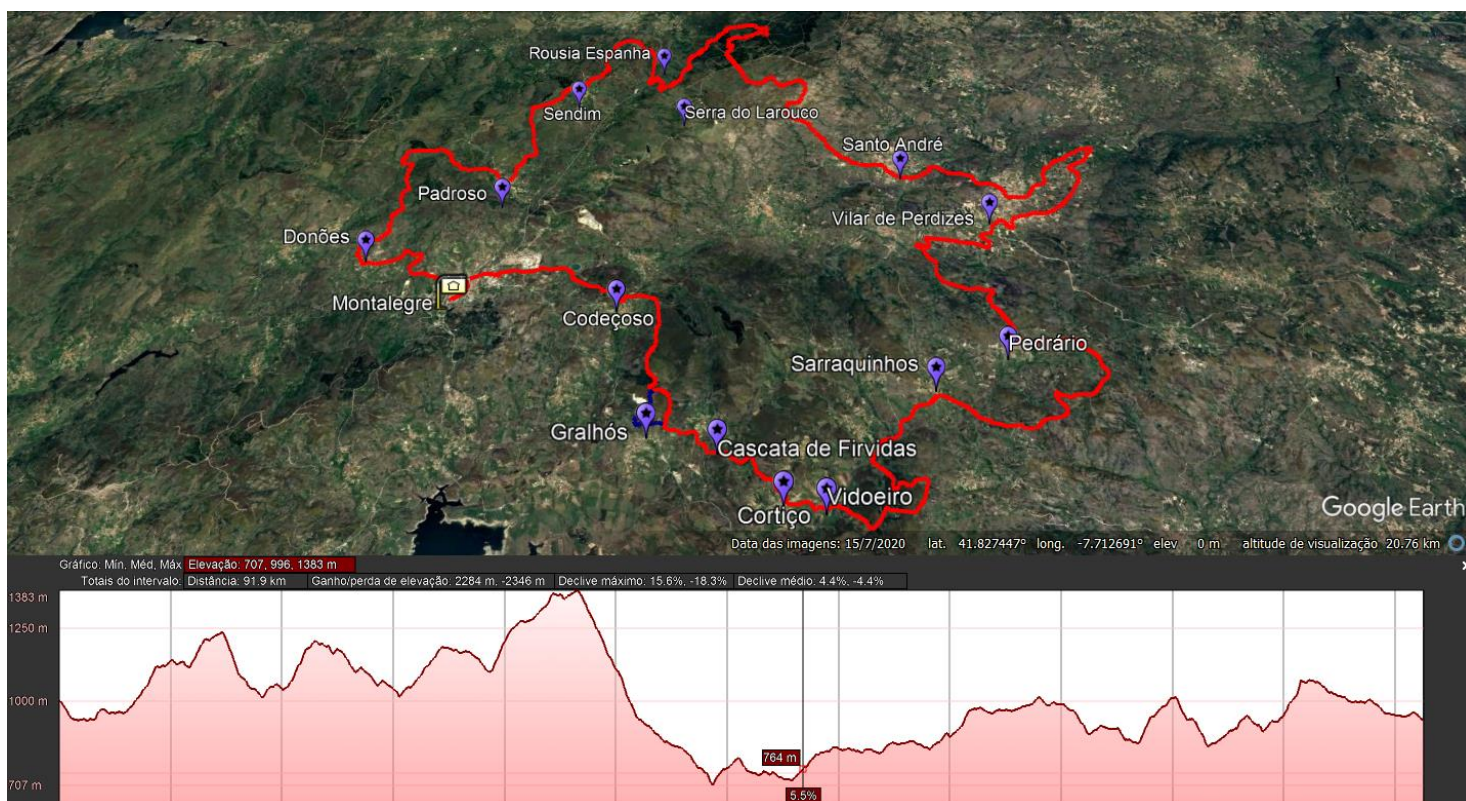 Rousia Espanha
Sendim
Serra do Larouco
Santo André
Padroso
Vilar de Perdizes
Donões
Montalegre
Codeçoso
Pedrário
Sarraquinhos
Gralhós
Cascata de Firvidas
Vidoeiro
Cortiço
Google Earth
Data das imagens: 15/7/2020 lat. 41.827447° long. -7.712691° elev 0 m altitude de visualização 20.76 km
Gráfico: Mín. Méd. Máx Elevação: 707, 996, 1383 m
Totais do intervalo: Distância: 91.9 km Ganho/perda de elevação: 2284 m, -2346 m Declive máximo: 15.6%, -18.3% Declive médio: 4.4%, -4.4%
1383 m
1250 m
1000 m
764 m
707 m
5.5%